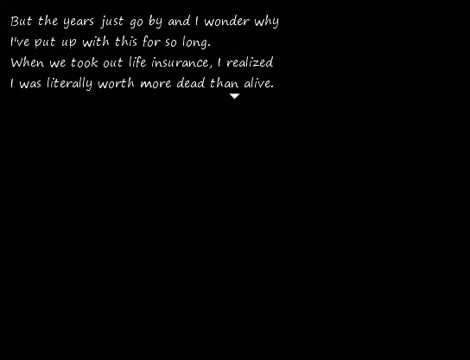 But the years just go by and I wonder why
I've put up with this for so long.
When we took out life insurance, I realized
I was literally worth more dead than alive.